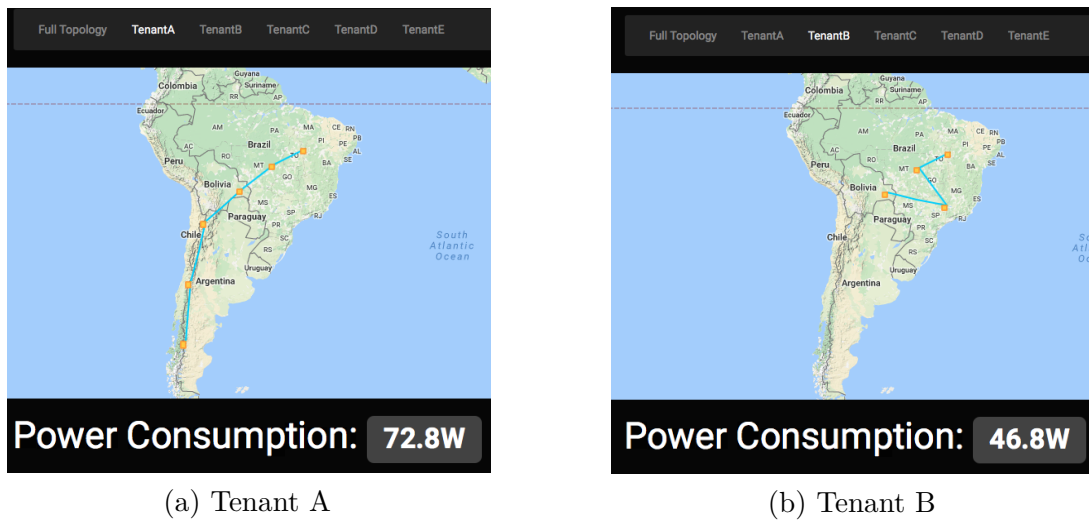 Full Topology TenantA TenantB TenantC TenantD TenantE
Guyana
Colombia
Suriname
RR AP
Ecuador
AM PA MA CE RN
PB
PI
PE
AC
Brazil
TO
AL
SE
RO
Peru
MT
BA
GO
Bolivia
MG
ES
MS
Paraguay
SP
RJ
PR
Chile
SC
RS
South
Atlantic
Ocean
Uruguay
Argentina
Power Consumption: 72.8W
(a) Tenant A
Full Topology TenantA TenantB TenantC TenantD TenantE
Guyana
Colombia
Suriname
RR AP
Ecuador
AM PA MA CE RN
PB
PI
PE
AC
Brazil
TO
AL
SE
RO
Peru
MT
BA
GO
Bolivia
MG
ES
MS
Paraguay
SP
RJ
PR
Chile
SC
RS
Uruguay
Argentina
Power Consumption: 46.8W
(b) Tenant B